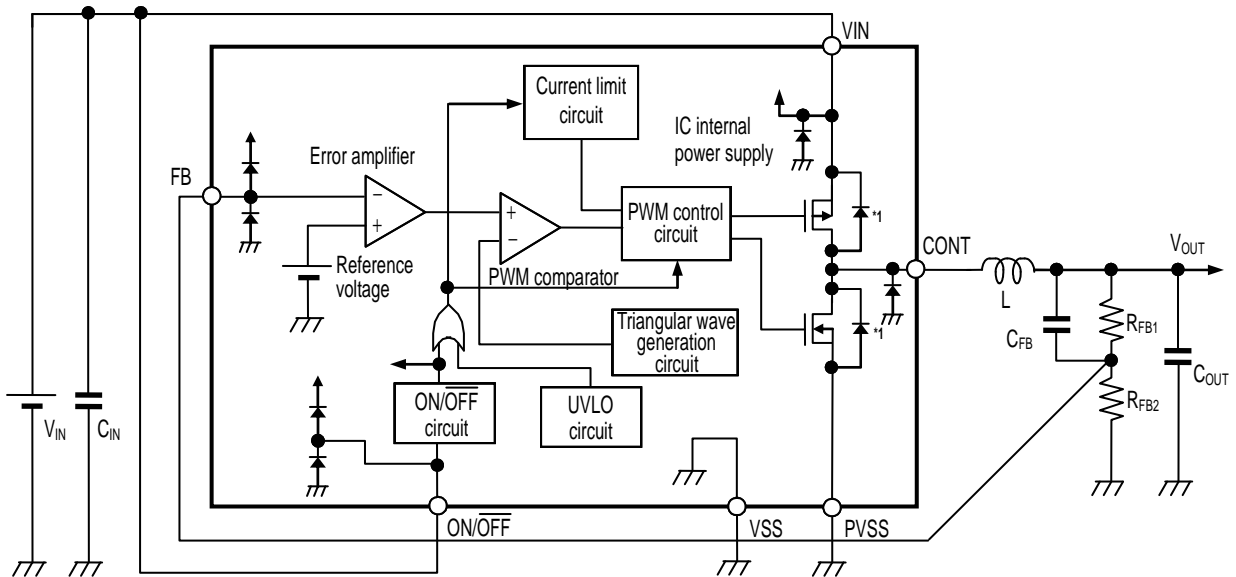 VIN
Current limit
circuit
IC internal
power supply
FB
Error amplifier
−
+
Reference
voltage
+
−
PWM comparator
PWM control
circuit
*1
*1
CONT
L
VOUT
CFB
RFB1
RFB2
COUT
Triangular wave
generation
circuit
ON/OFF
circuit
UVLO
circuit
VIN
CIN
ON/OFF
VSS
PVSS